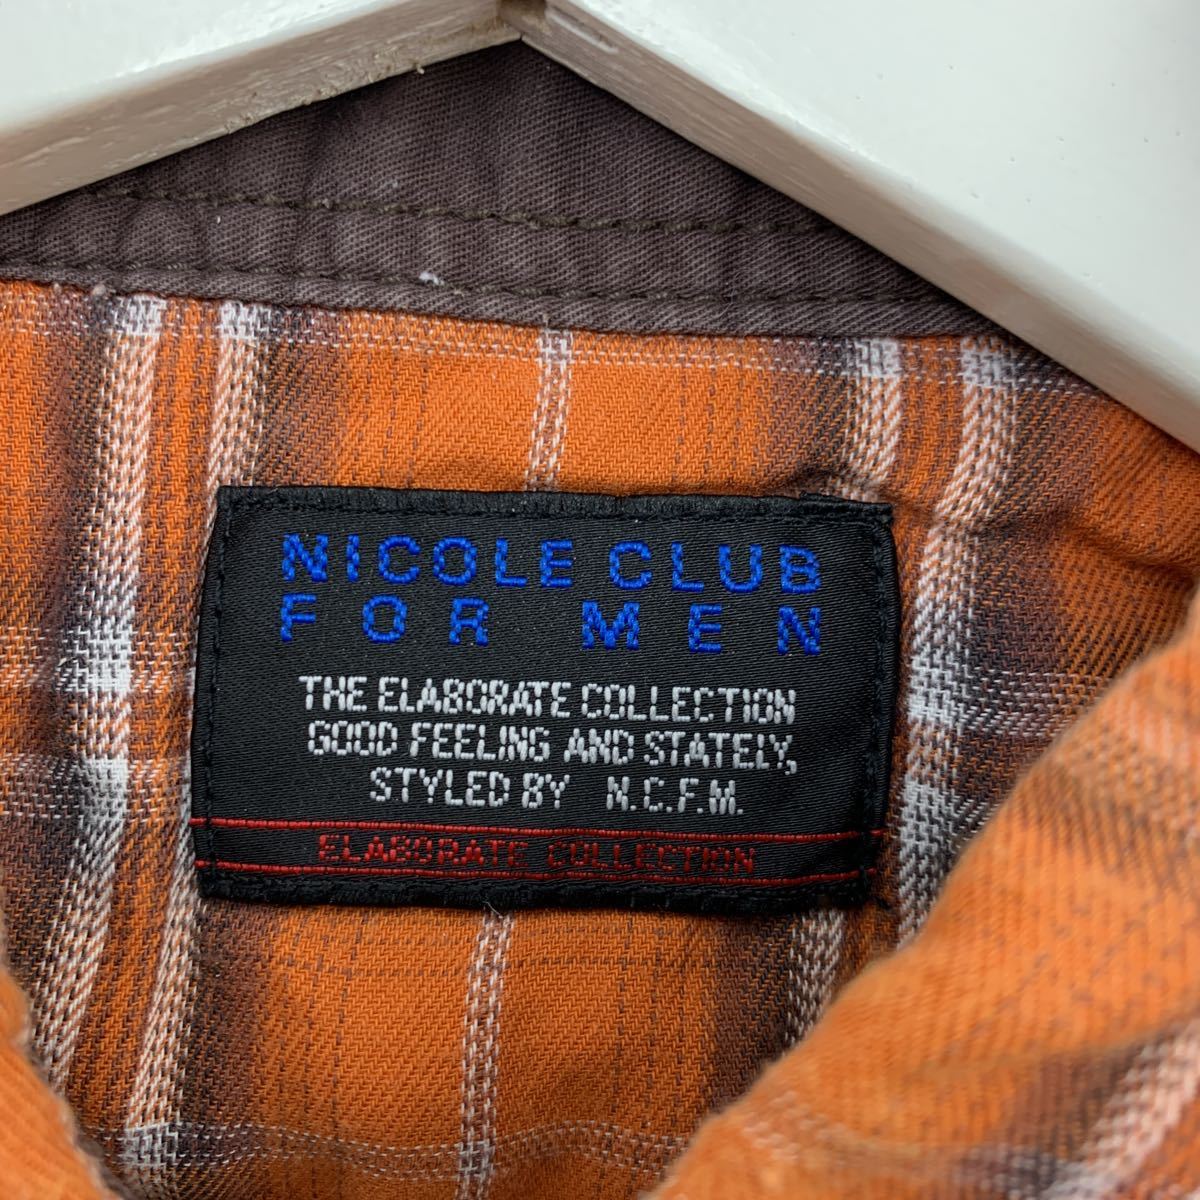 NICOLE CLUB
FOR MEN
THE ELABORATE COLLECTION
GOOD FEELING AND STATELY,
STYLED BY N.C.F.M.
ELABORATE COLLECTION